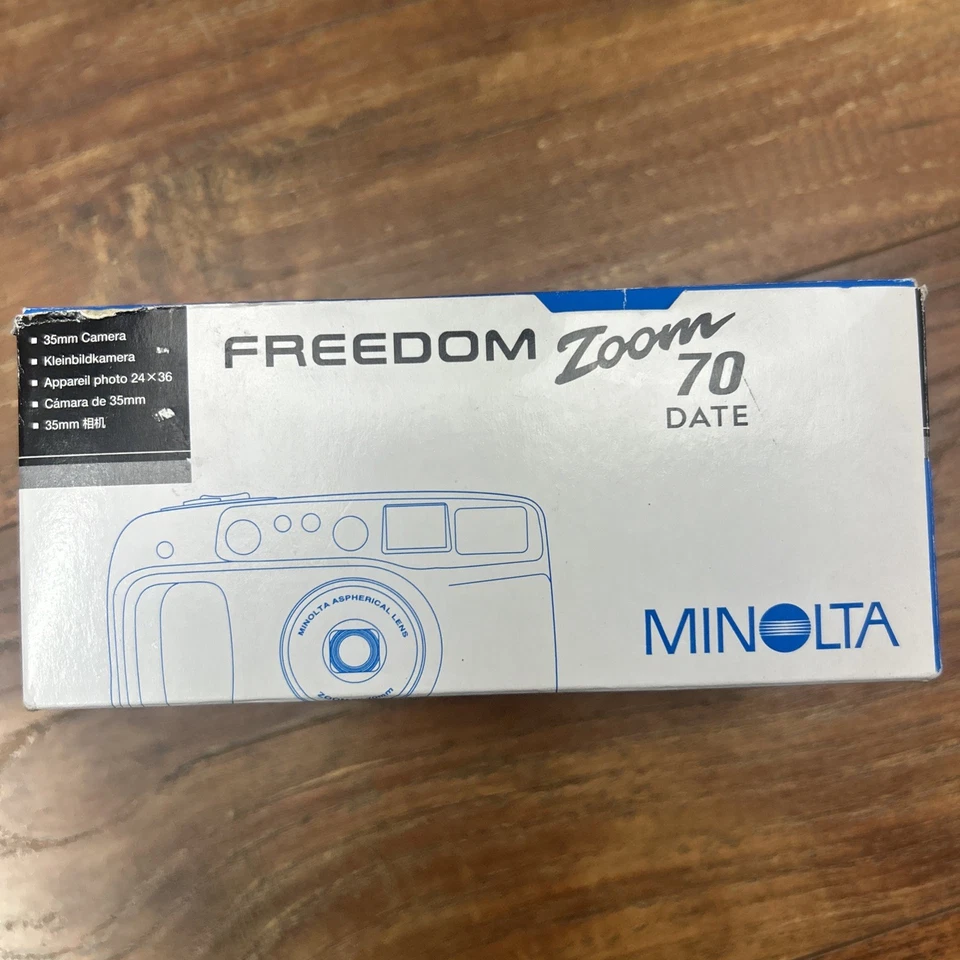 35mm Camera
Kleinbildkamera
Appareil photo 24×36
Cámara de 35mm
35mm 相机
FREEDOM Zoom
70
DATE
MINOLTA ASPHERICAL LENS
MINOLTA